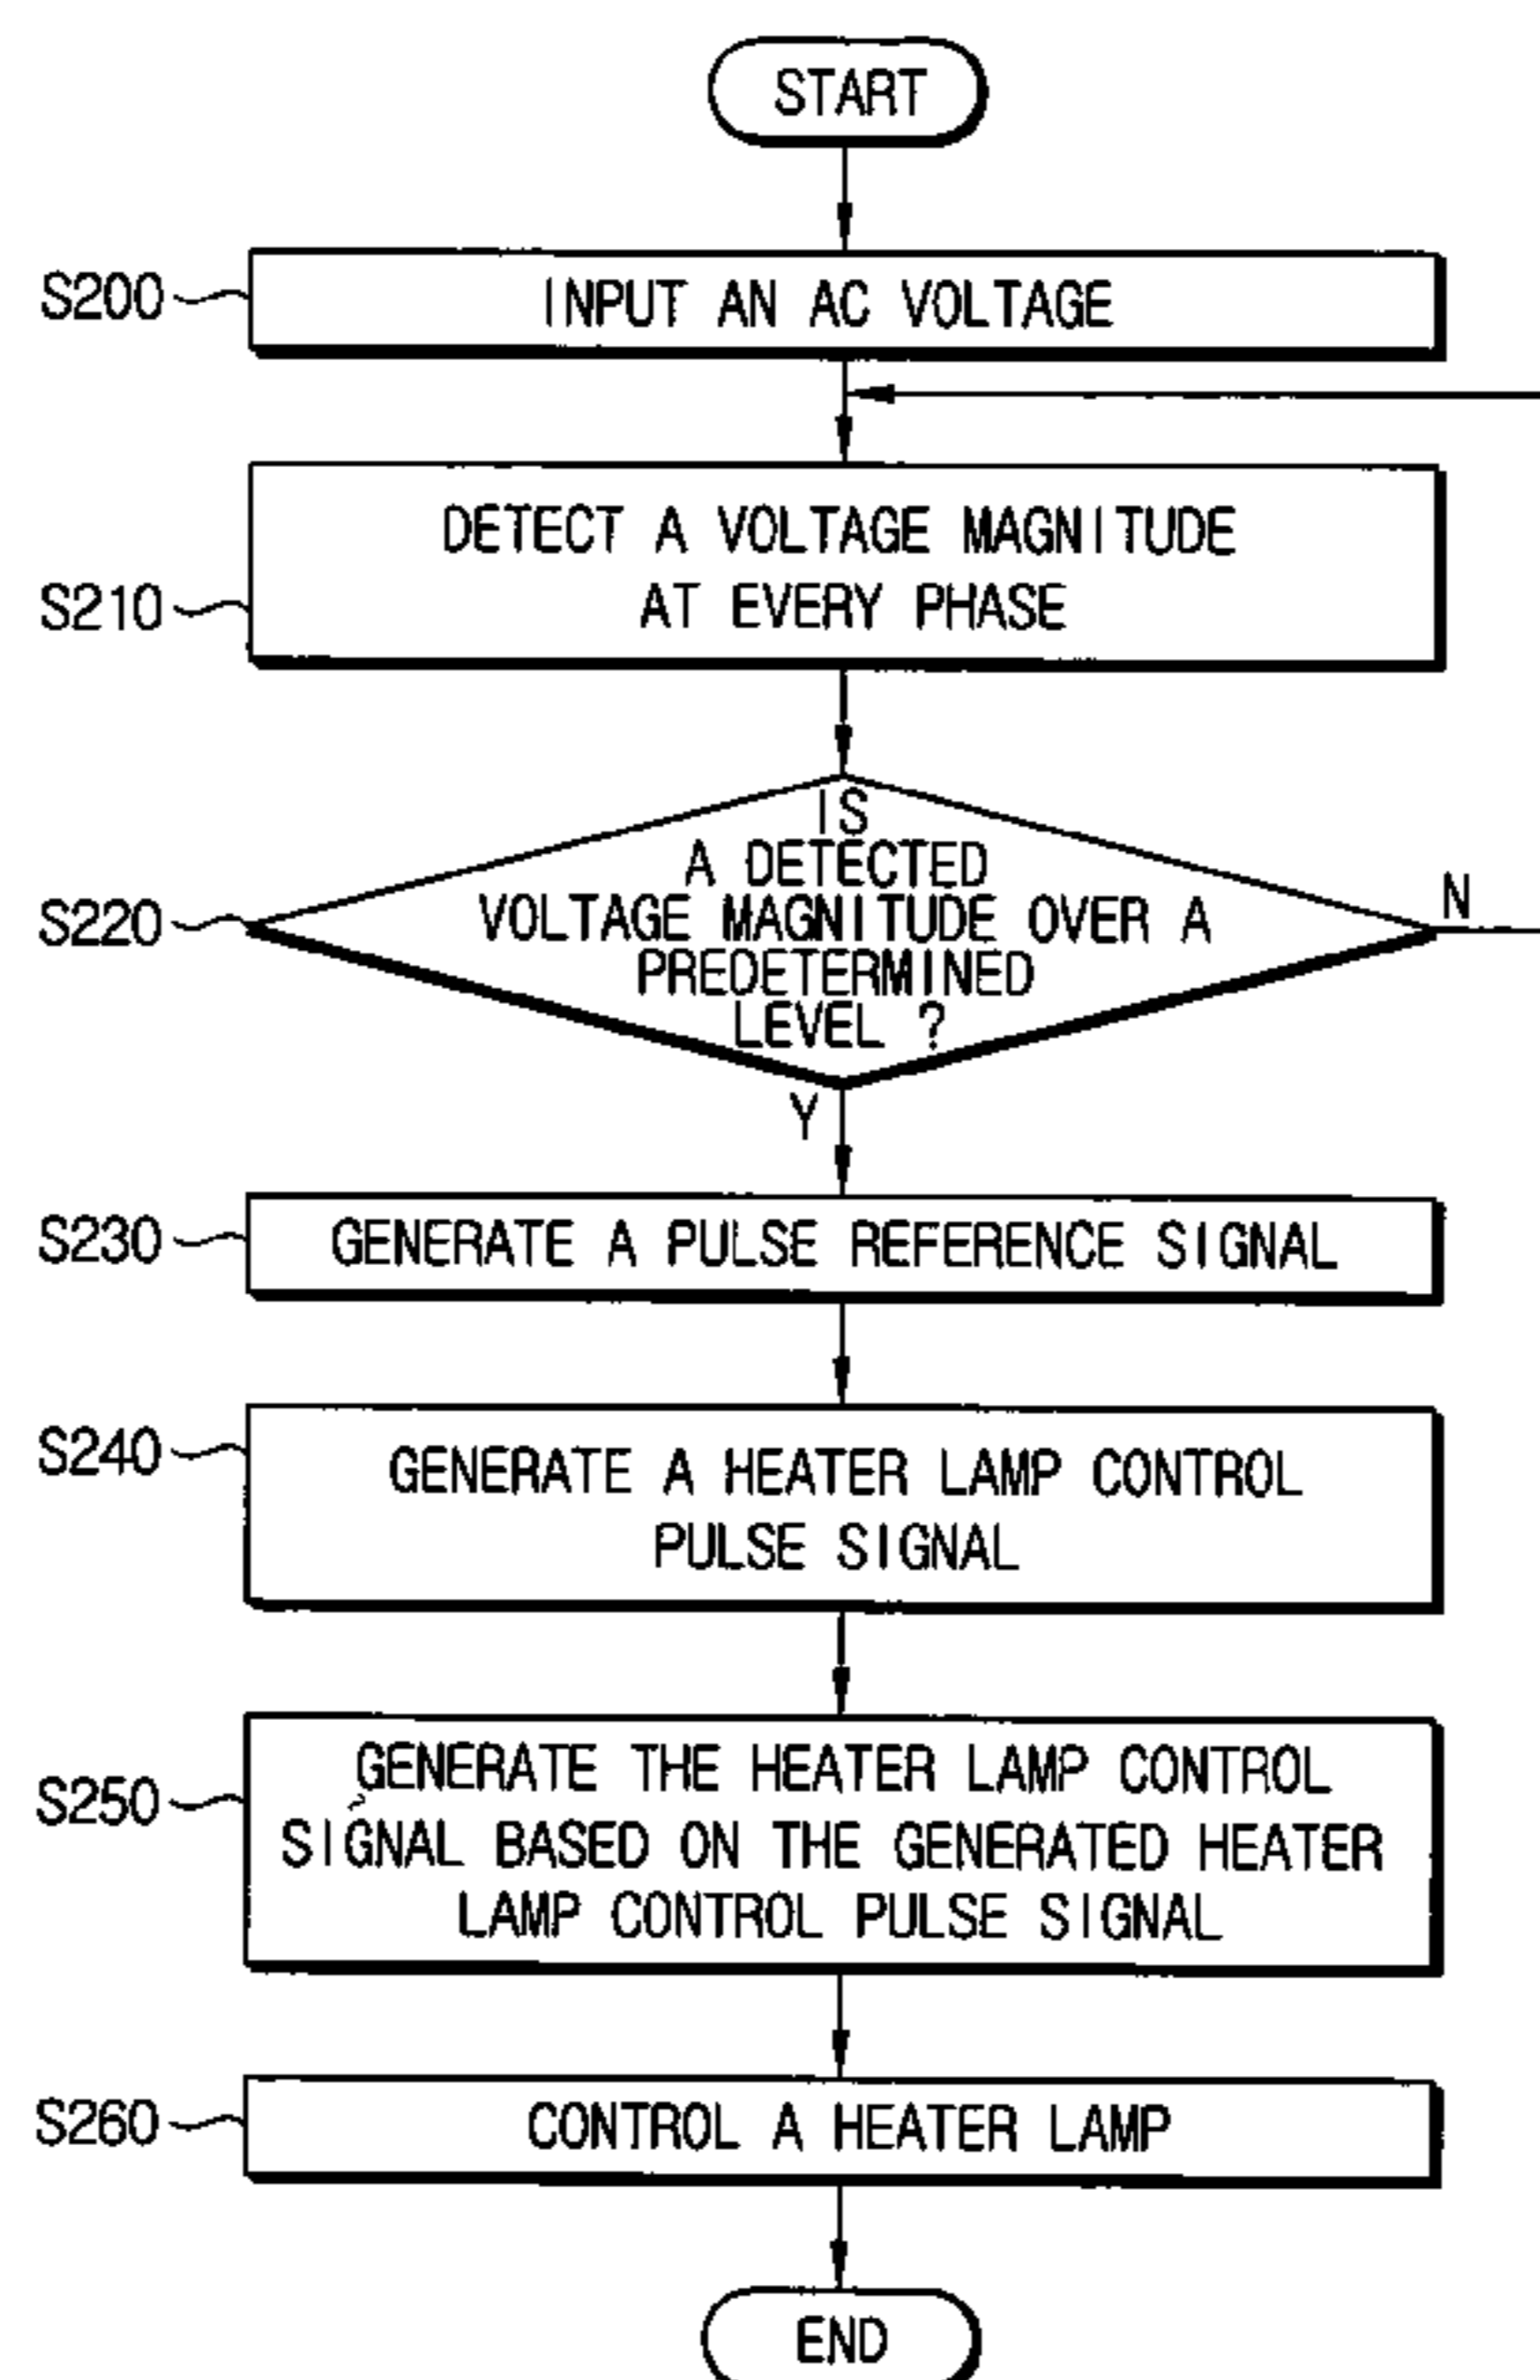 START
S200
INPUT AN AC VOLTAGE
DETECT A VOLTAGE MAGNITUDE
AT EVERY PHASE
S210
IS
A DETECTED
VOLTAGE MAGNITUDE OVER A
PREDETERMINED
LEVEL ?
S220
N
Y
S230
GENERATE A PULSE REFERENCE SIGNAL
S240
GENERATE A HEATER LAMP CONTROL
PULSE SIGNAL
S250
GENERATE THE HEATER LAMP CONTROL
SIGNAL BASED ON THE GENERATED HEATER
LAMP CONTROL PULSE SIGNAL
S260
CONTROL A HEATER LAMP
END